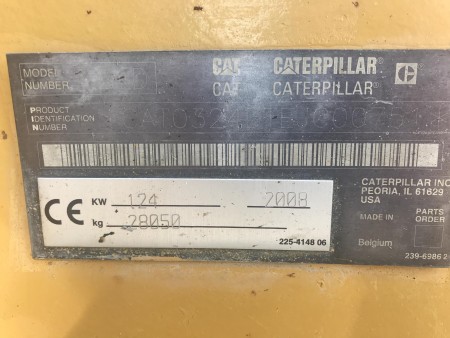 MODEL NUMBER CAT CATERPILLAR
CAT CATERPILLAR®
PRODUCT
IDENTIFICATION
NUMBER
CE
KW 124 2008
kg 28050
225-4148 06
CATERPILLAR INC
PEORIA, IL 61629
USA
MADE IN
Belgium
PARTS
ORDER
239-6986 2